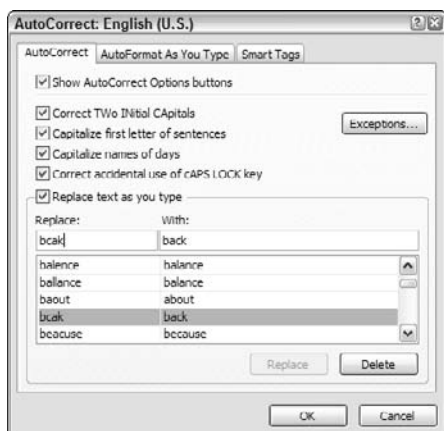 AutoCorrect: English (U.S.)
AutoCorrect AutoFormat As You Type Smart Tags
Show AutoCorrect Options buttons
Correct TWo INitial CApitals
Exceptions...
Capitalize first letter of sentences
Capitalize names of days
Correct accidental use of cAPS LOCK key
Replace text as you type
Replace: With:
bcak back
balence balance
ballance balance
baout about
bcak back
beacuse because
Replace Delete
OK Cancel